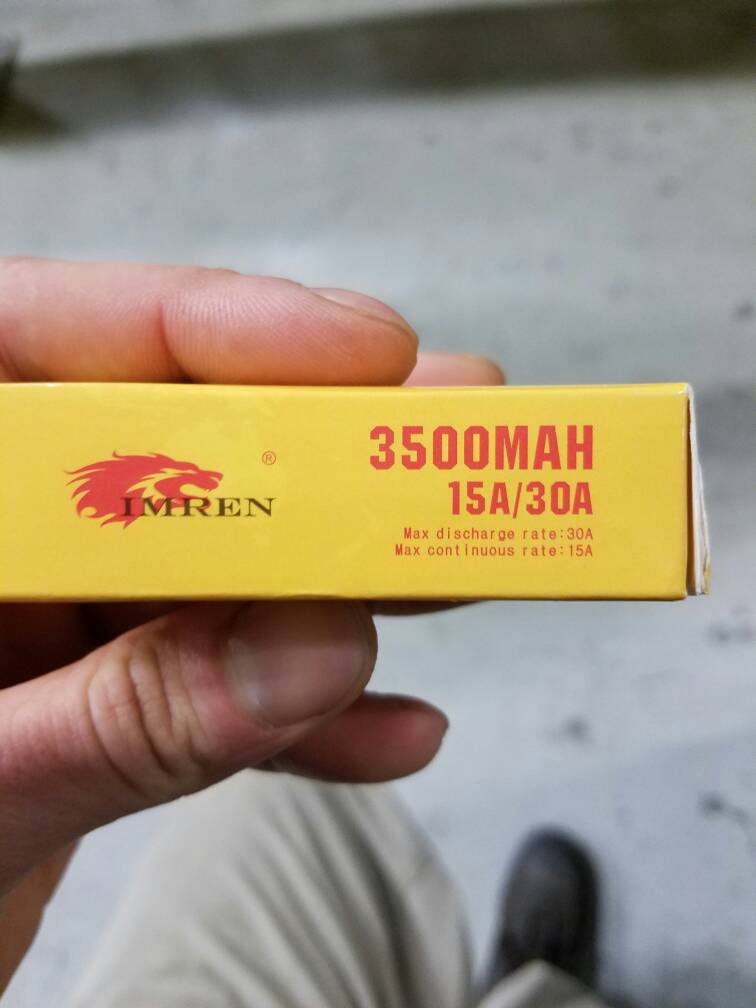 IMREN®
3500MAH
15A/30A
Max discharge rate:30A
Max continuous rate:15A